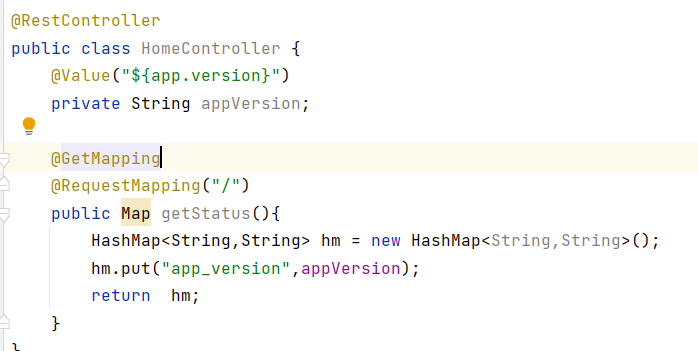 @RestController
public class HomeController {
@Value("${app.version}")
private String appVersion;
@GetMapping
@RequestMapping("/")
public Map getStatus(){
HashMap<String,String> hm = new HashMap<String,String>();
hm.put("app_version",appVersion);
return  hm;
}
}